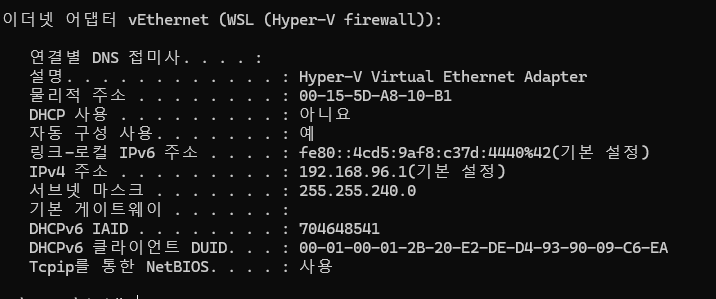 이더넷 어댑터 vEthernet (WSL (Hyper-V firewall)):
연결별 DNS 접미사. . . . :
설명. . . . . . . . . . . . : Hyper-V Virtual Ethernet Adapter
물리적 주소 . . . . . . . . : 00-15-5D-A8-10-B1
DHCP 사용 . . . . . . . . . : 아니요
자동 구성 사용. . . . . . . : 예
링크-로컬 IPv6 주소 . . . . : fe80::4cd5:9af8:c37d:4440%42(기본 설정)
IPv4 주소 . . . . . . . . . : 192.168.96.1(기본 설정)
서브넷 마스크 . . . . . . . : 255.255.240.0
기본 게이트웨이 . . . . . . :
DHCPv6 IAID . . . . . . . . : 704648541
DHCPv6 클라이언트 DUID. . . : 00-01-00-01-2B-20-E2-DE-D4-93-90-09-C6-EA
Tcpip를 통한 NetBIOS. . . . : 사용